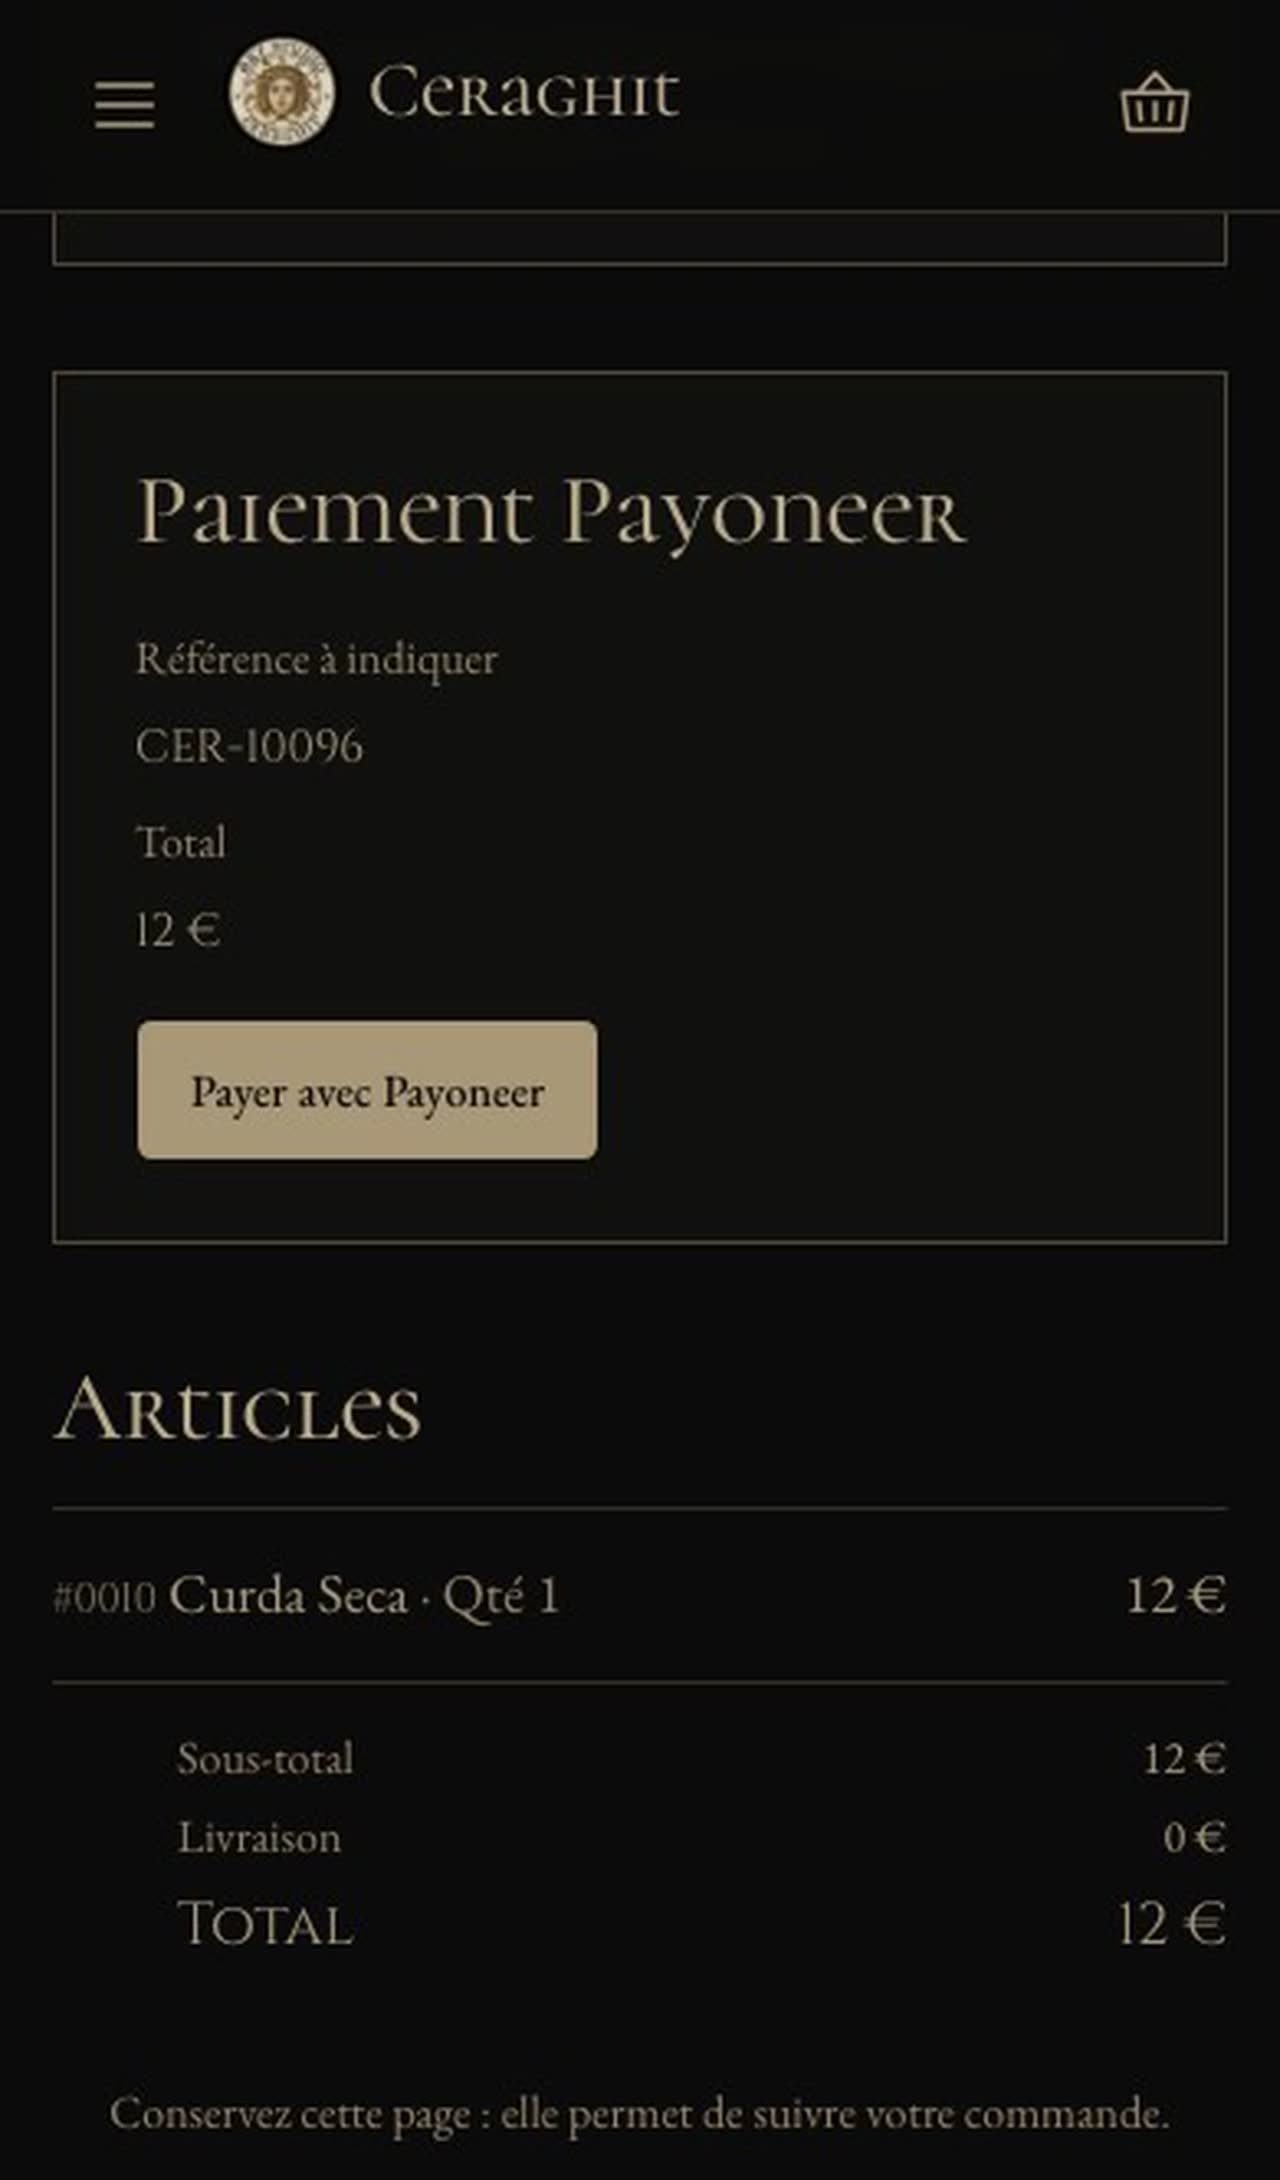 Ceraghit
Paiement Payoneer
Référence à indiquer
CER-10096
Total
12 €
Payer avec Payoneer
Articles
#0010 Curda Seca · Qté 1 12 €
Sous-total 12 €
Livraison 0 €
Total 12 €
Conservez cette page : elle permet de suivre votre commande.